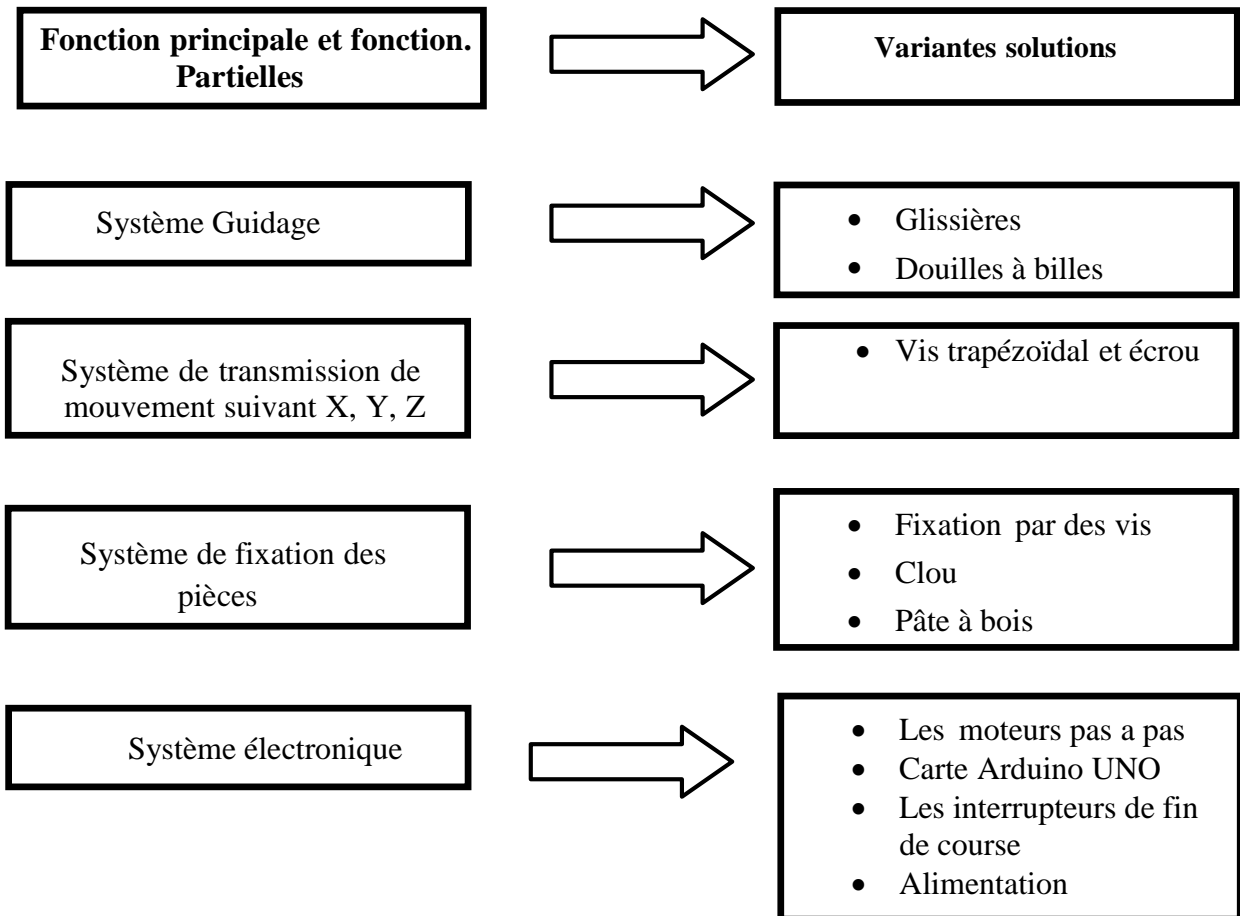 Fonction principale et fonction.
Partielles
Variantes solutions
Système Guidage
• Glissières
• Douilles à billes
Système de transmission de
mouvement suivant X, Y, Z
• Vis trapézoïdal et écrou
Système de fixation des
pièces
• Fixation par des vis
• Clou
• Pâte à bois
Système électronique
• Les moteurs pas a pas
• Carte Arduino UNO
• Les interrupteurs de fin
de course
• Alimentation